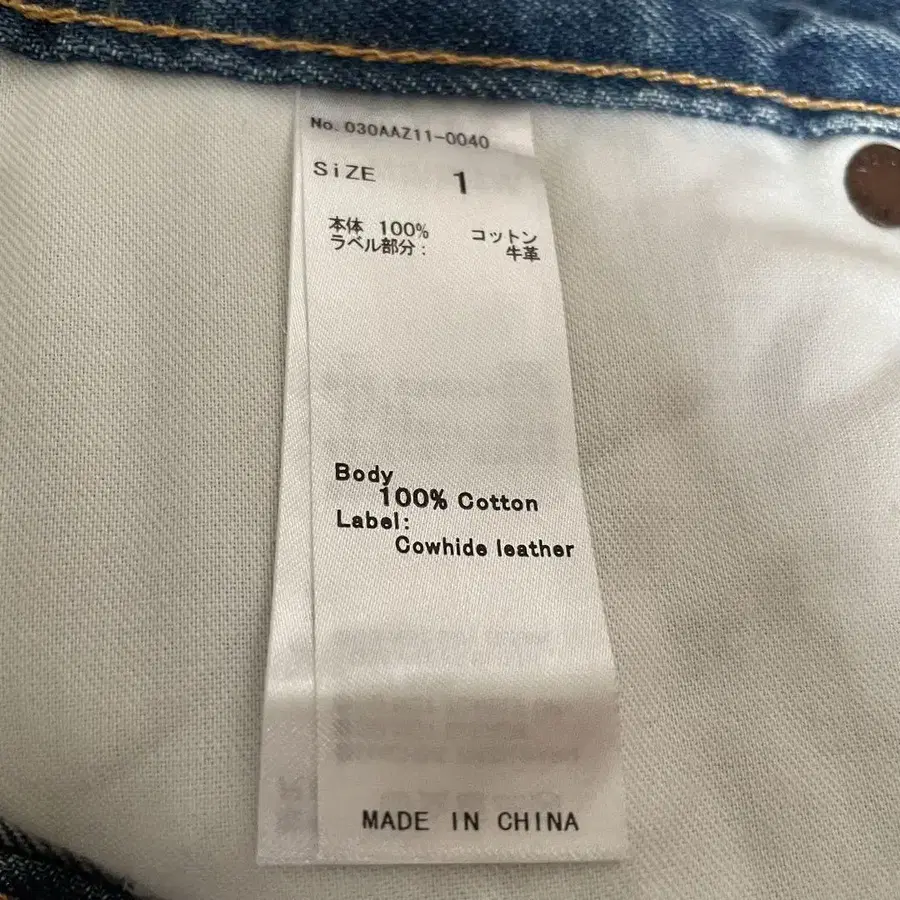 No. 030AAZ11-0040
SiZE 1
本体 100% コットン
ラベル部分: 牛革
Body
100% Cotton
Label:
Cowhide leather
MADE IN CHINA